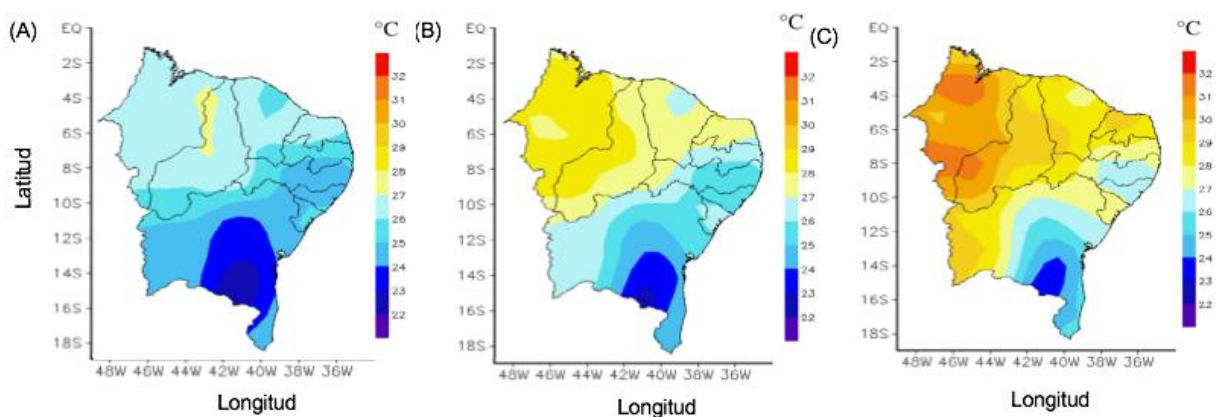 (A)
°C
EQ
2S
4S
6S
8S
10S
12S
14S
16S
18S
Latitud
48W 46W 44W 42W 40W 38W 36W
Longitud
32
31
30
29
28
27
26
25
24
23
22
(B)
°C
EQ
2S
4S
6S
8S
10S
12S
14S
16S
18S
48W 46W 44W 42W 40W 38W 36W
Longitud
32
31
30
29
28
27
26
25
24
23
22
(C)
°C
EQ
2S
4S
6S
8S
10S
12S
14S
16S
18S
48W 46W 44W 42W 40W 38W 36W
Longitud
32
31
30
29
28
27
26
25
24
23
22